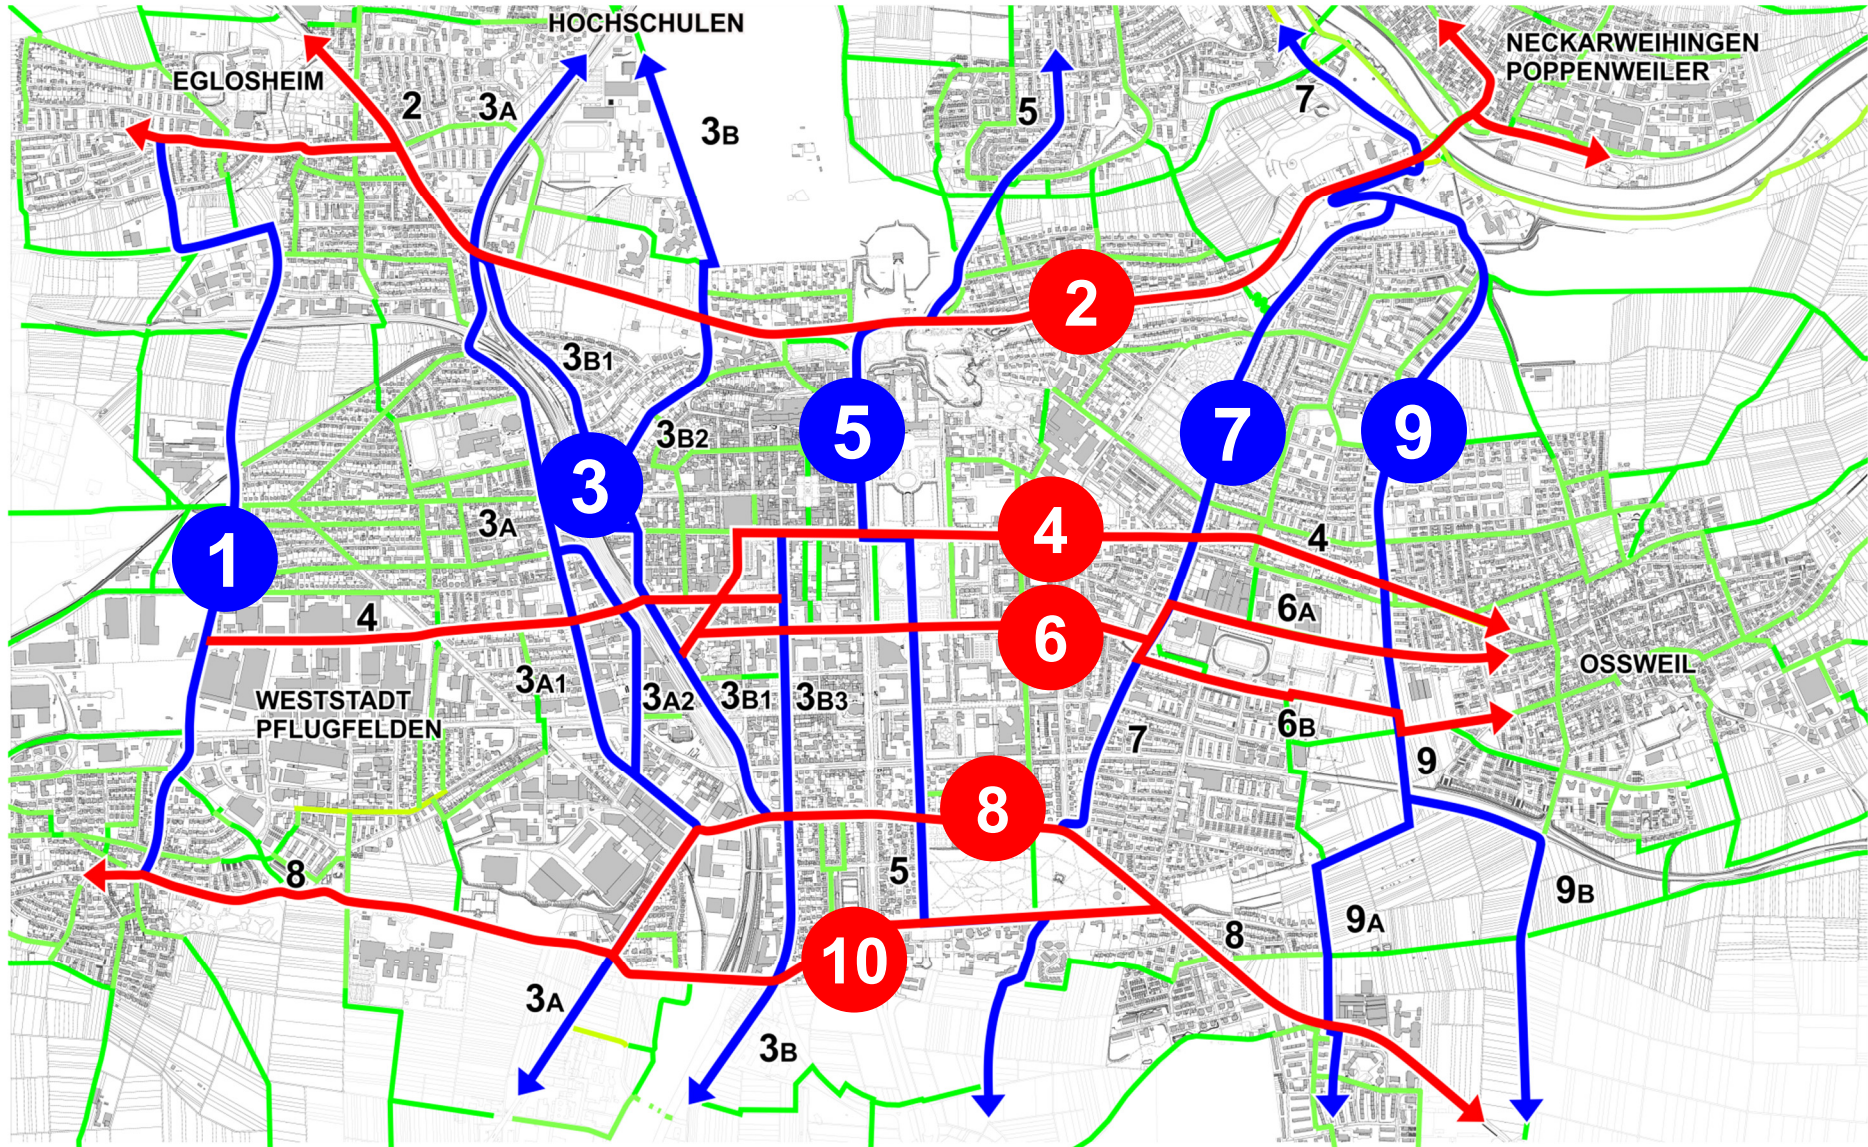 HOCHSCHULEN
NECKARWEIHINGEN
POPPENWEILER
EGLOSHEIM
2
3A
3B
5
7
2
3B1
3B2
5
7
9
3
3A
4
4
1
4
6A
6
OSSWEIL
3A1
3A2
3B1
3B3
WESTSTADT
PFLUGFELDEN
6B
7
9
8
8
5
9B
9A
8
10
3A
3B